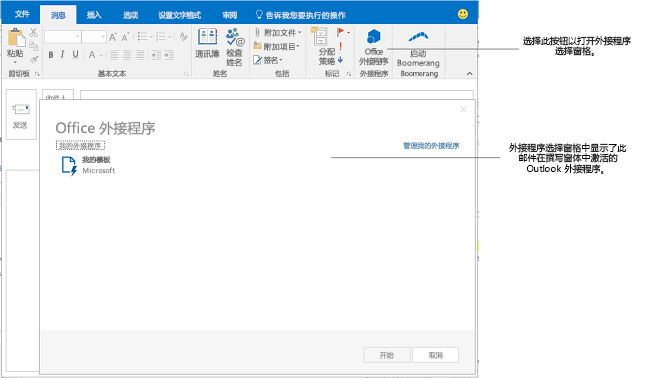 文件 消息 插入 选项 设置文字格式 审阅 告诉我您要执行的操作
粘贴
B I U A
通讯簿 检查
姓名
附加文件
附加项目
签名
分配
策略
Office
外接程序
启动
Boomerang
剪贴板 基本文本 姓名 包括 标记 外接程序 Boomerang
选择此按钮以打开外接程序
选择窗格。
发送
收件人
Office 外接程序
我的外接程序 管理我的外接程序
我的模板
Microsoft
外接程序选择窗格中显示了此
邮件在撰写窗体中激活的
Outlook 外接程序。
开始 取消